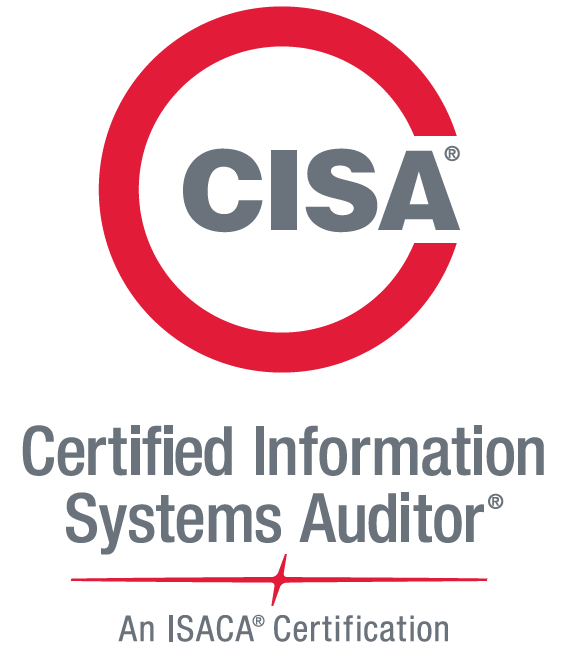 CISA®
Certified Information
Systems Auditor®
An ISACA® Certification